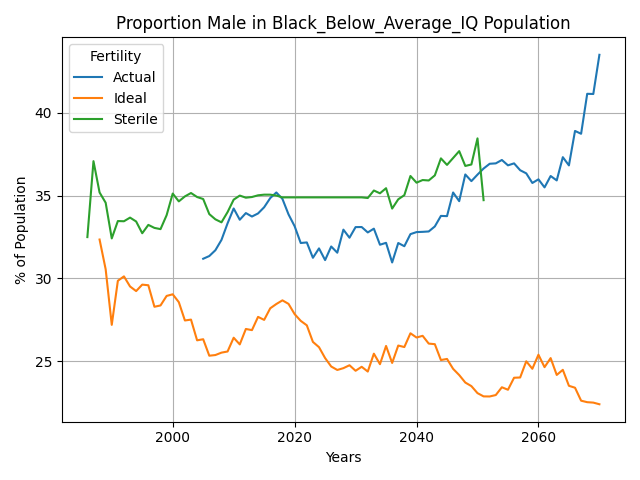 Proportion Male in Black_Below_Average_IQ Population
Fertility
Actual
Ideal
Sterile
% of Population
40
35
30
25
2000
2020
2040
2060
Years